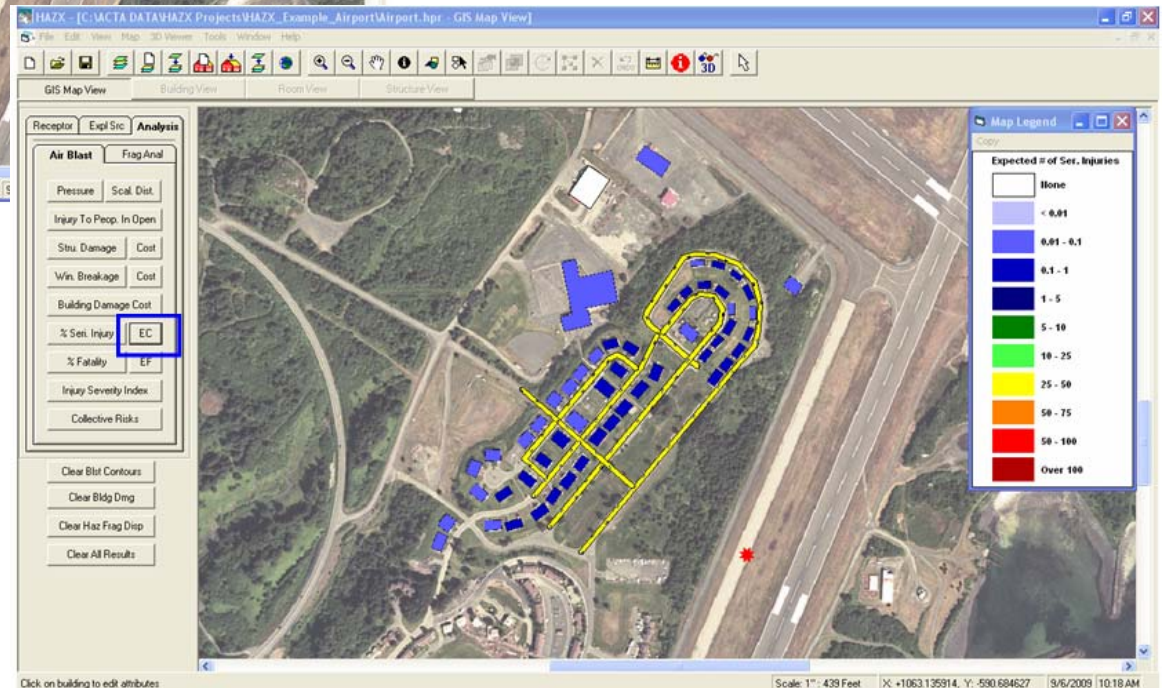 HAZX - [C:\ACTA DATA\HAZX Projects\HAZX_Example_Airport\Airport.hpr - GIS Map View]
File Edit View Map 3D Viewer Tools Window Help
3D
GIS Map View Building View Room View Structure View
Receptor Expl Src Analysis
Air Blast Frag Anal
Pressure Scal. Dist.
Injury To Peop. In Open
Stru. Damage Cost
Win. Breakage Cost
Building Damage Cost
% Seri. Injury EC
% Fatality EF
Injury Severity Index
Collective Risks
Clear Blst Contours
Clear Bldg Dmg
Clear Haz Frag Disp
Clear All Results
Map Legend
Copy
Expected # of Ser. Injuries
None
< 0.01
0.01 - 0.1
0.1 - 1
1 - 5
5 - 10
10 - 25
25 - 50
50 - 75
50 - 100
Over 100
Click on building to edit attributes
Scale: 1" : 439 Feet X: +1063.135914, Y: -590.684627 9/6/2009 10:18 AM